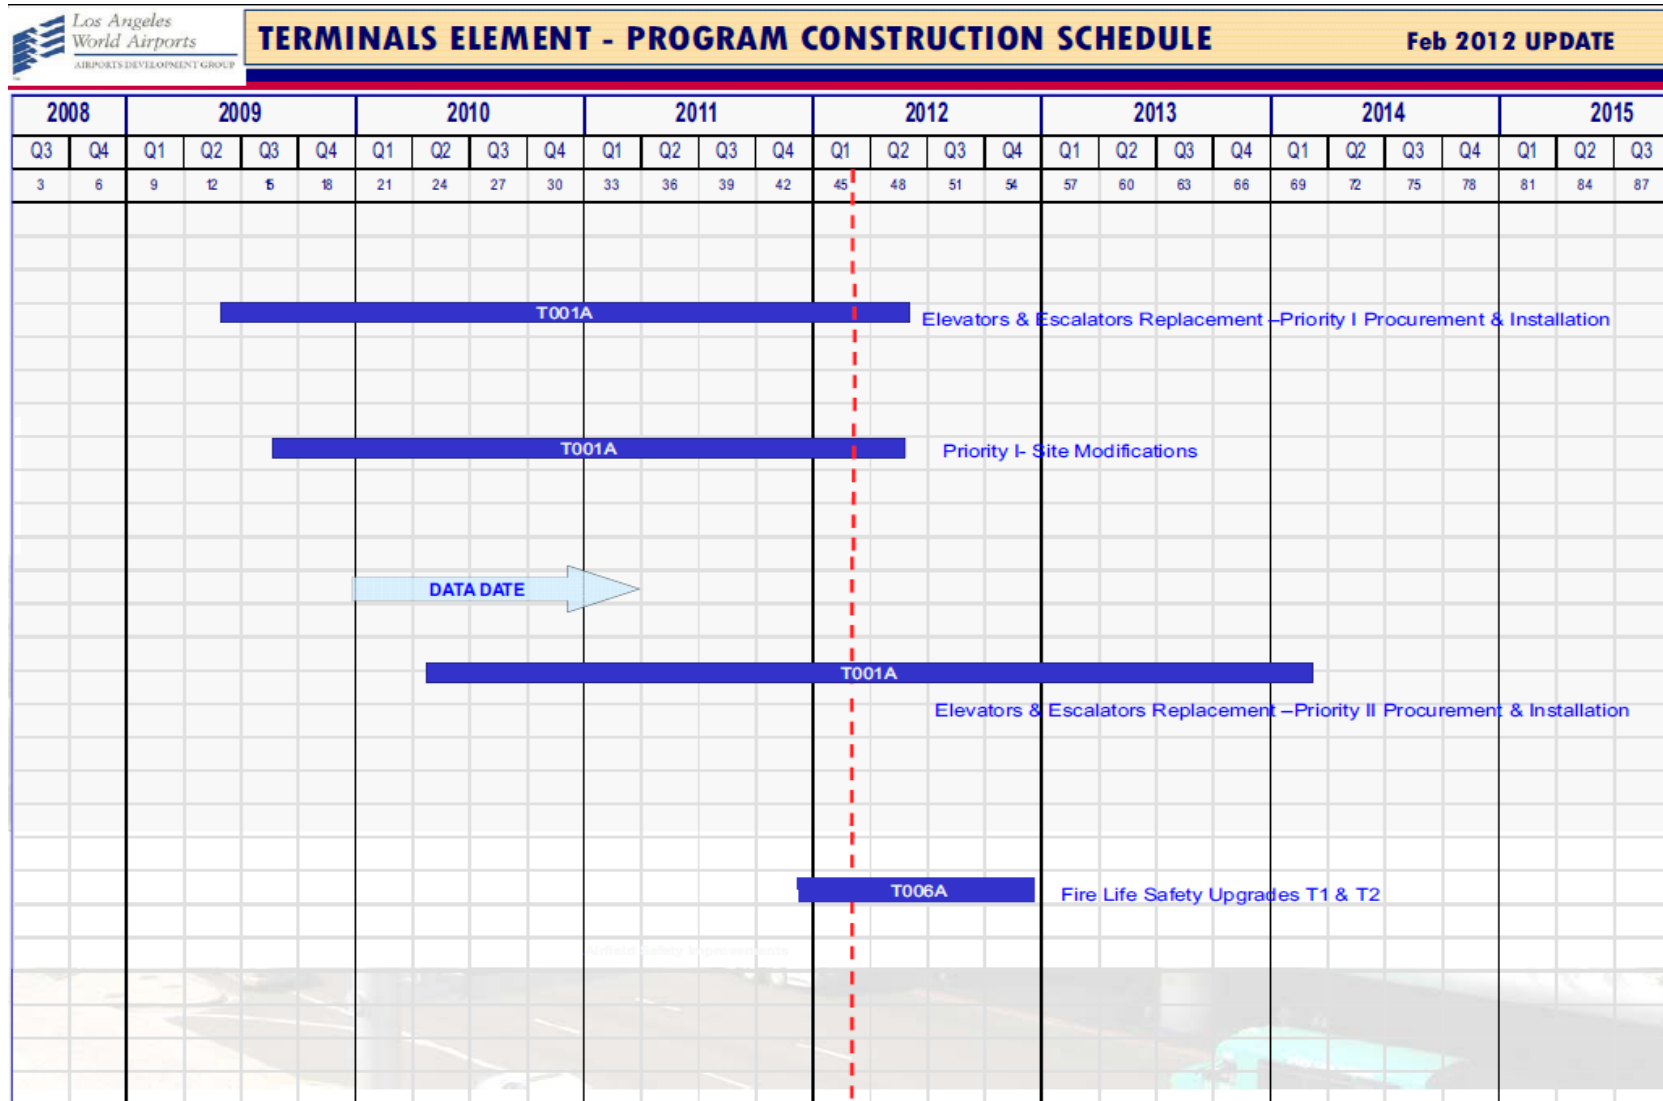 Los Angeles
World Airports
AIRPORTS DEVELOPMENT GROUP
TERMINALS ELEMENT - PROGRAM CONSTRUCTION SCHEDULE
Feb 2012 UPDATE
2008 2009 2010 2011 2012 2013 2014 2015
Q3 Q4 Q1 Q2 Q3 Q4 Q1 Q2 Q3 Q4 Q1 Q2 Q3 Q4 Q1 Q2 Q3 Q4 Q1 Q2 Q3 Q4 Q1 Q2 Q3 Q4 Q1 Q2 Q3
3 6 9 12 15 18 21 24 27 30 33 36 39 42 45 48 51 54 57 60 63 66 69 72 75 78 81 84 87
T001A
Elevators & Escalators Replacement –Priority I Procurement & Installation
T001A
Priority I- Site Modifications
DATA DATE
T001A
Elevators & Escalators Replacement –Priority II Procurement & Installation
T006A
Fire Life Safety Upgrades T1 & T2
Airfield Safety Improvements